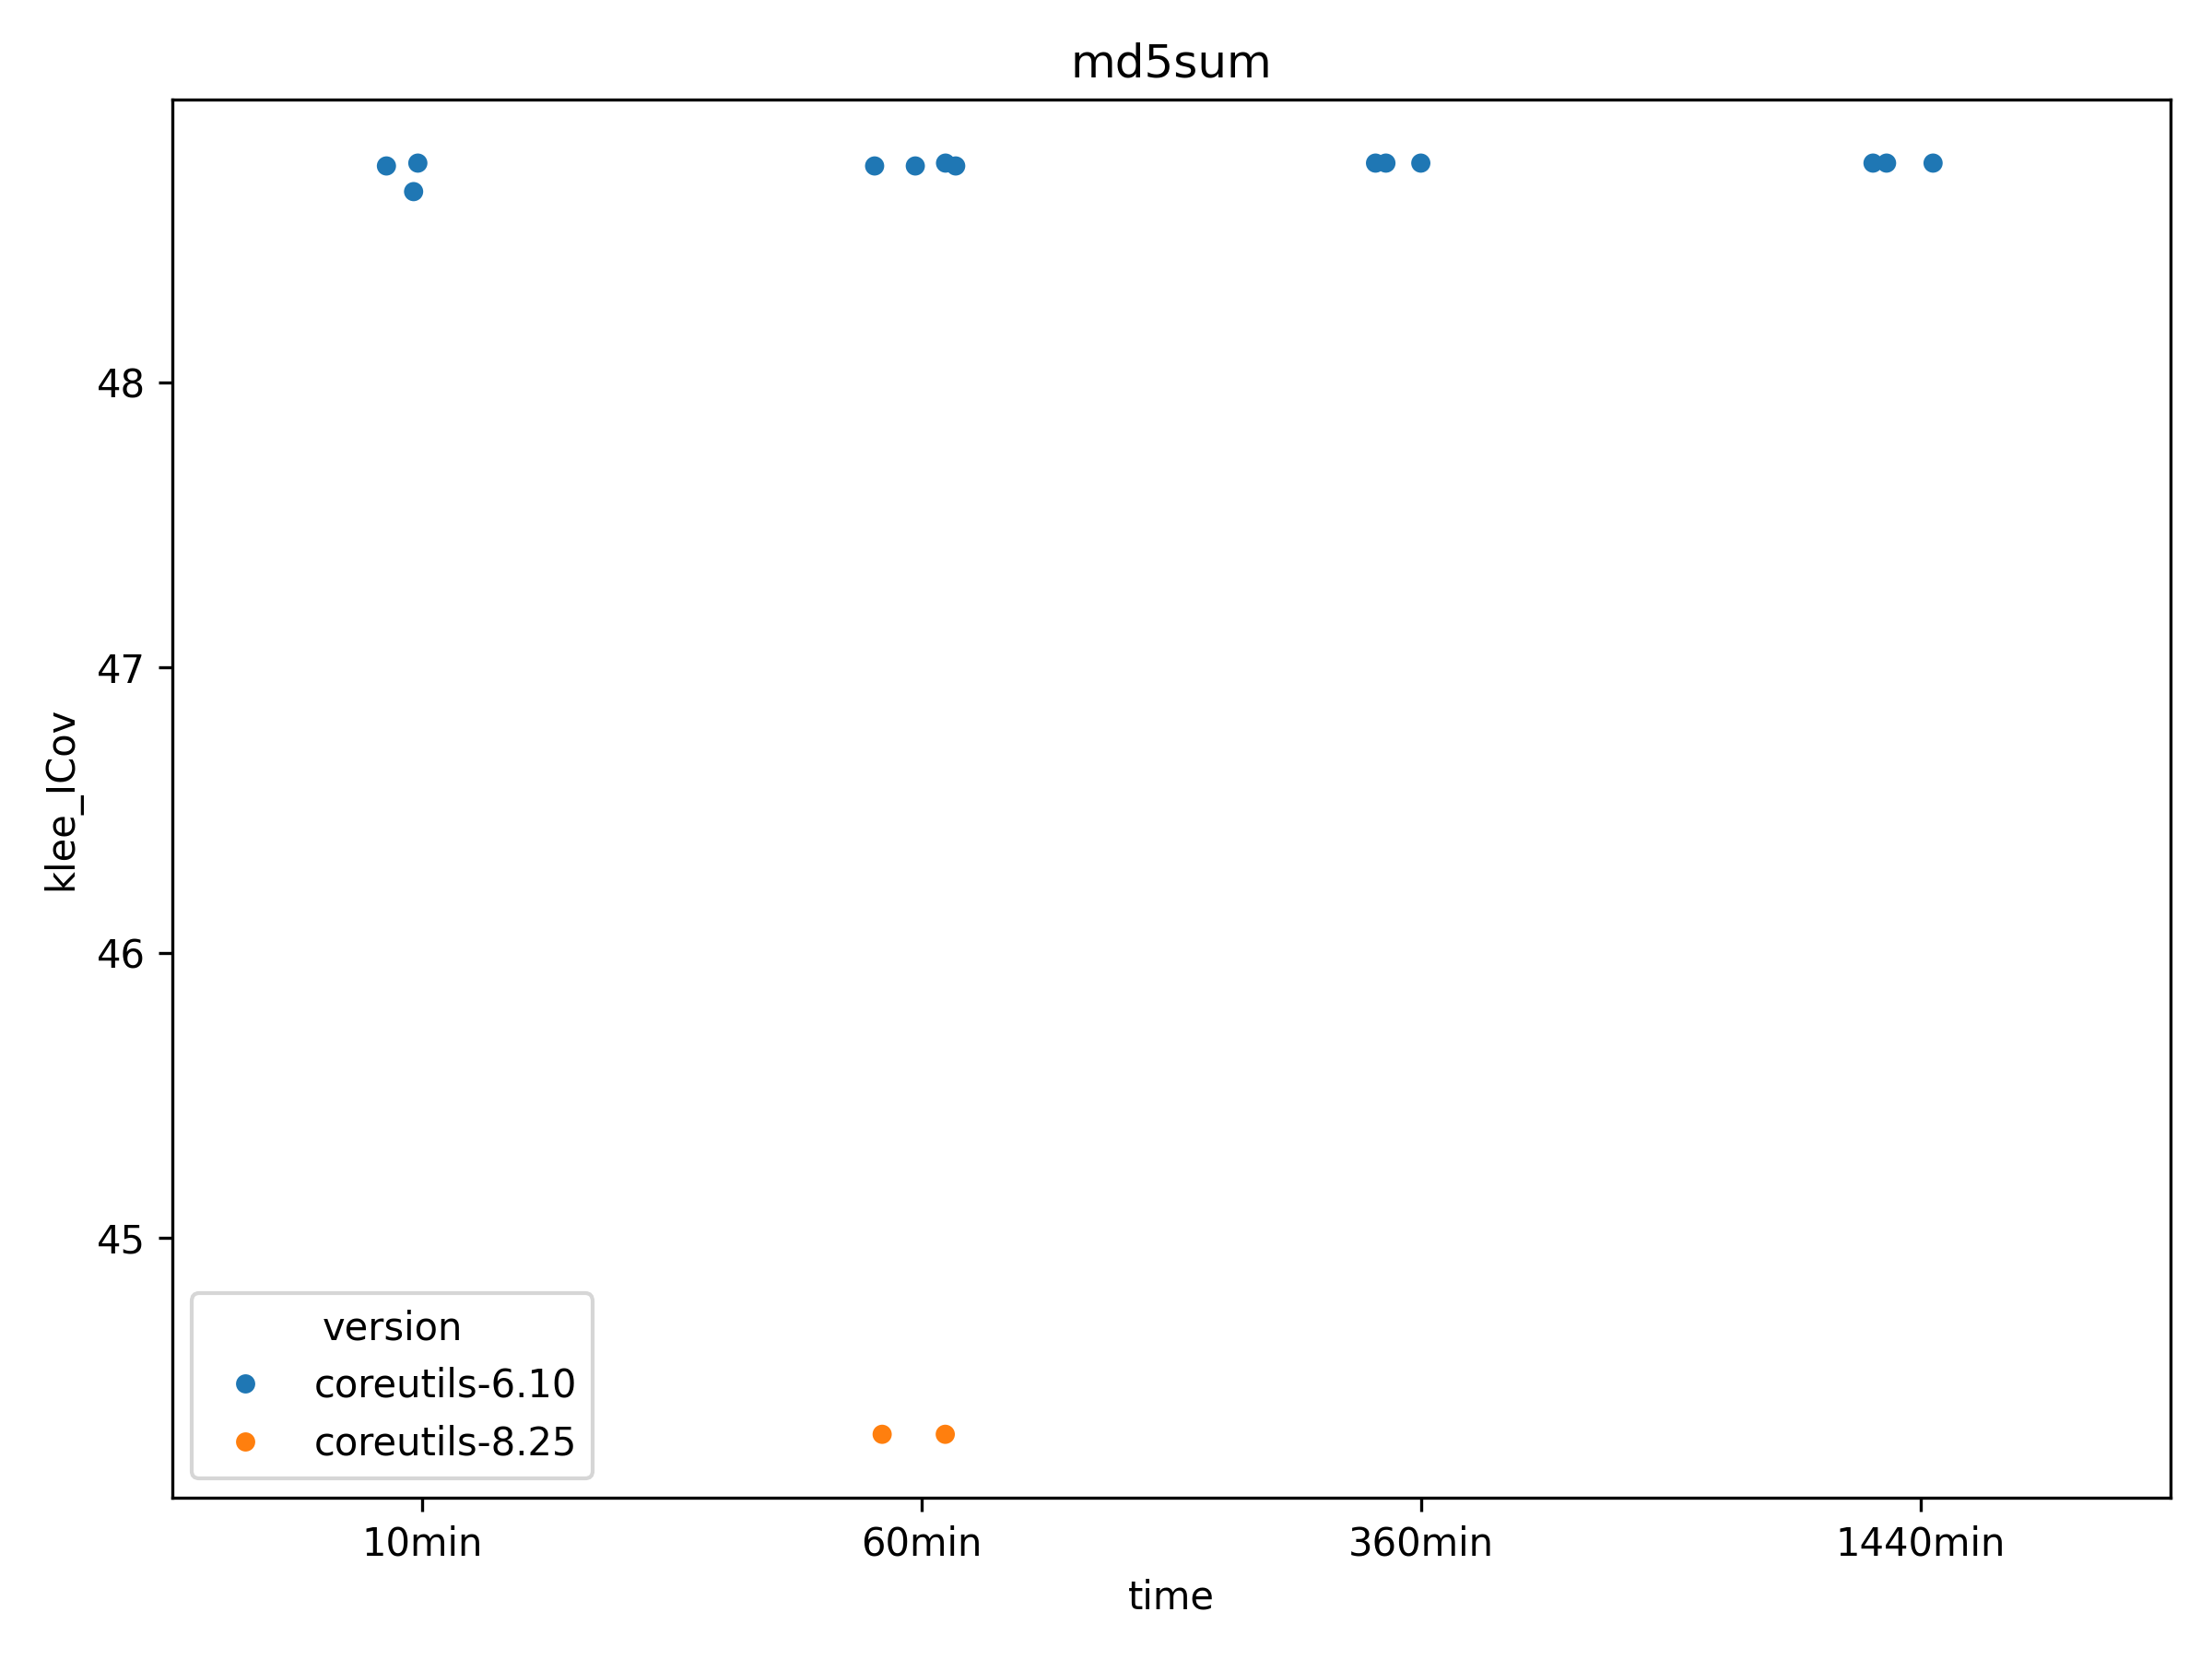 md5sum
klee_ICov
48
47
46
45
version
coreutils-6.10
coreutils-8.25
10min
60min
360min
1440min
time